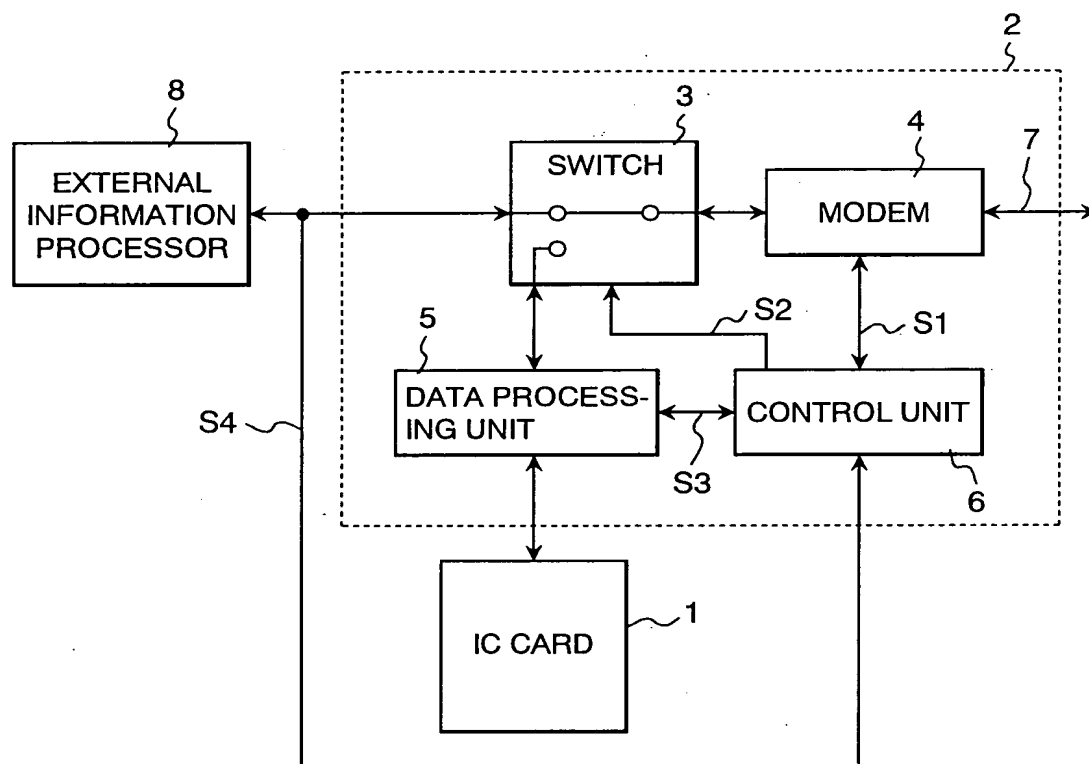 2
8
3
4
7
EXTERNAL
INFORMATION
PROCESSOR
SWITCH
MODEM
S2
S1
5
DATA PROCESS-
ING UNIT
CONTROL UNIT
S4
S3
6
1
IC CARD